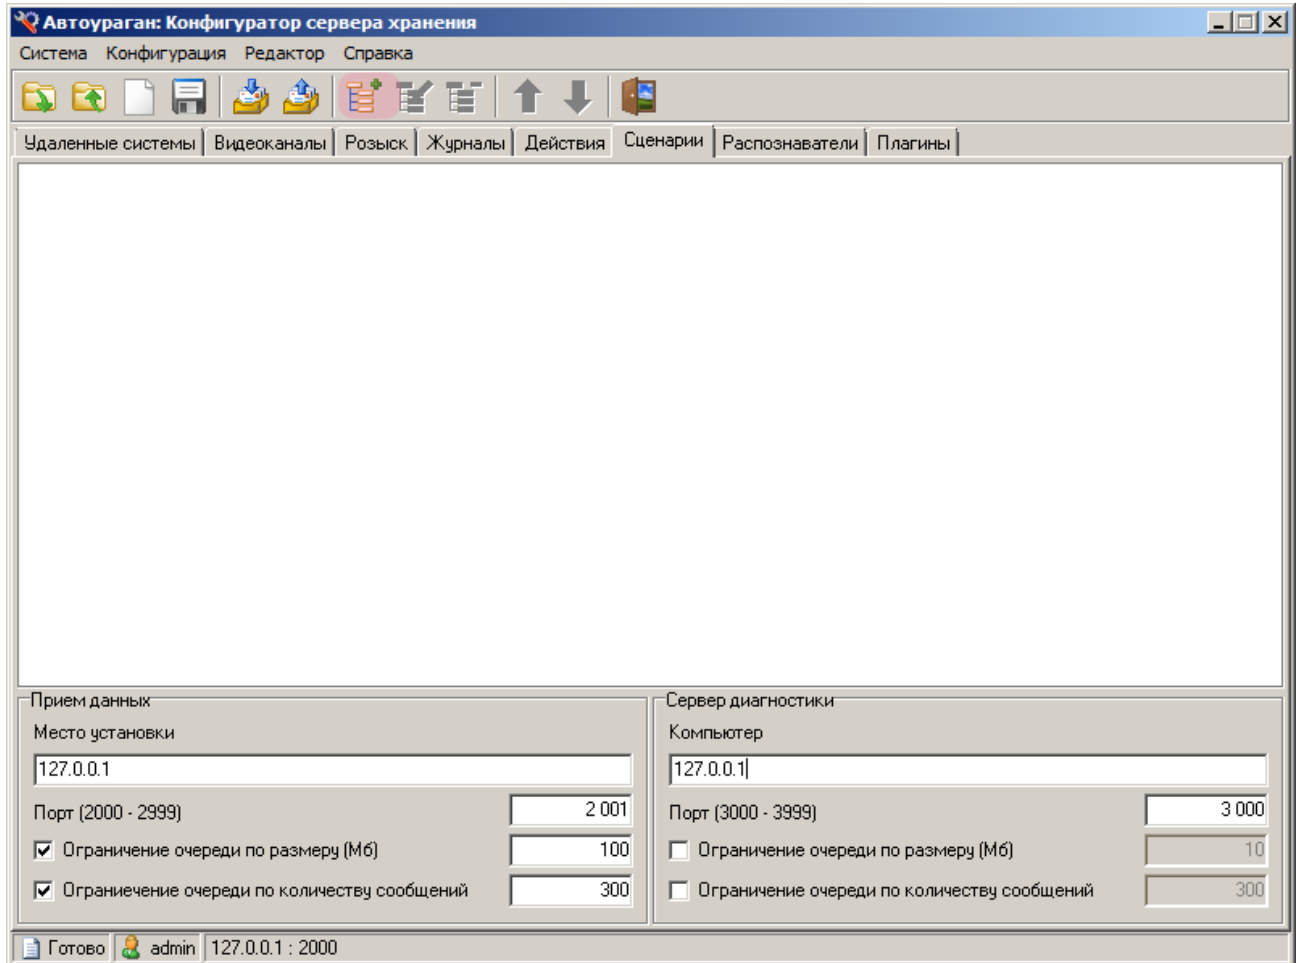 Автоураган: Конфигуратор сервера хранения
Система Конфигурация Редактор Справка
Удаленные системы Видеоканалы Розыск Журналы Действия Сценарии Распознаватели Плагины
Прием данных
Место установки
127.0.0.1
Порт (2000 - 2999) 2 001
Ограничение очереди по размеру (Мб) 100
Ограниечение очереди по количеству сообщений 300
Сервер диагностики
Компьютер
127.0.0.1
Порт (3000 - 3999) 3 000
Ограничение очереди по размеру (Мб) 10
Ограничение очереди по количеству сообщений 300
Готово admin 127.0.0.1 : 2000